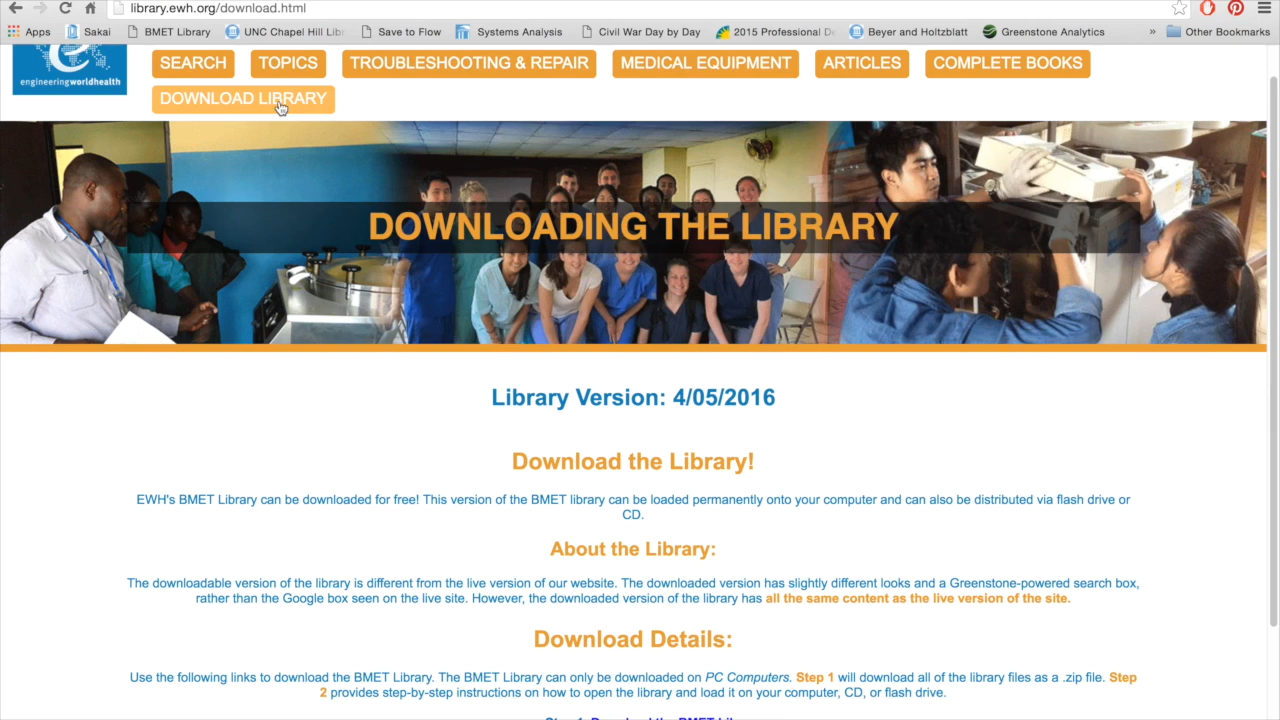 library.ewh.org/download.html
Apps Sakai BMET Library UNC Chapel Hill Lib Save to Flow Systems Analysis Civil War Day by Day 2015 Professional De Beyer and Holtzblatt Greenstone Analytics » Other Bookmarks
engineeringworldhealth
SEARCH TOPICS TROUBLESHOOTING & REPAIR MEDICAL EQUIPMENT ARTICLES COMPLETE BOOKS
DOWNLOAD LIBRARY
DOWNLOADING THE LIBRARY
Library Version: 4/05/2016
Download the Library!
EWH's BMET Library can be downloaded for free! This version of the BMET library can be loaded permanently onto your computer and can also be distributed via flash drive or
CD.
About the Library:
The downloadable version of the library is different from the live version of our website. The downloaded version has slightly different looks and a Greenstone-powered search box,
rather than the Google box seen on the live site. However, the downloaded version of the library has all the same content as the live version of the site.
Download Details:
Use the following links to download the BMET Library. The BMET Library can only be downloaded on PC Computers. Step 1 will download all of the library files as a .zip file. Step
2 provides step-by-step instructions on how to open the library and load it on your computer, CD, or flash drive.